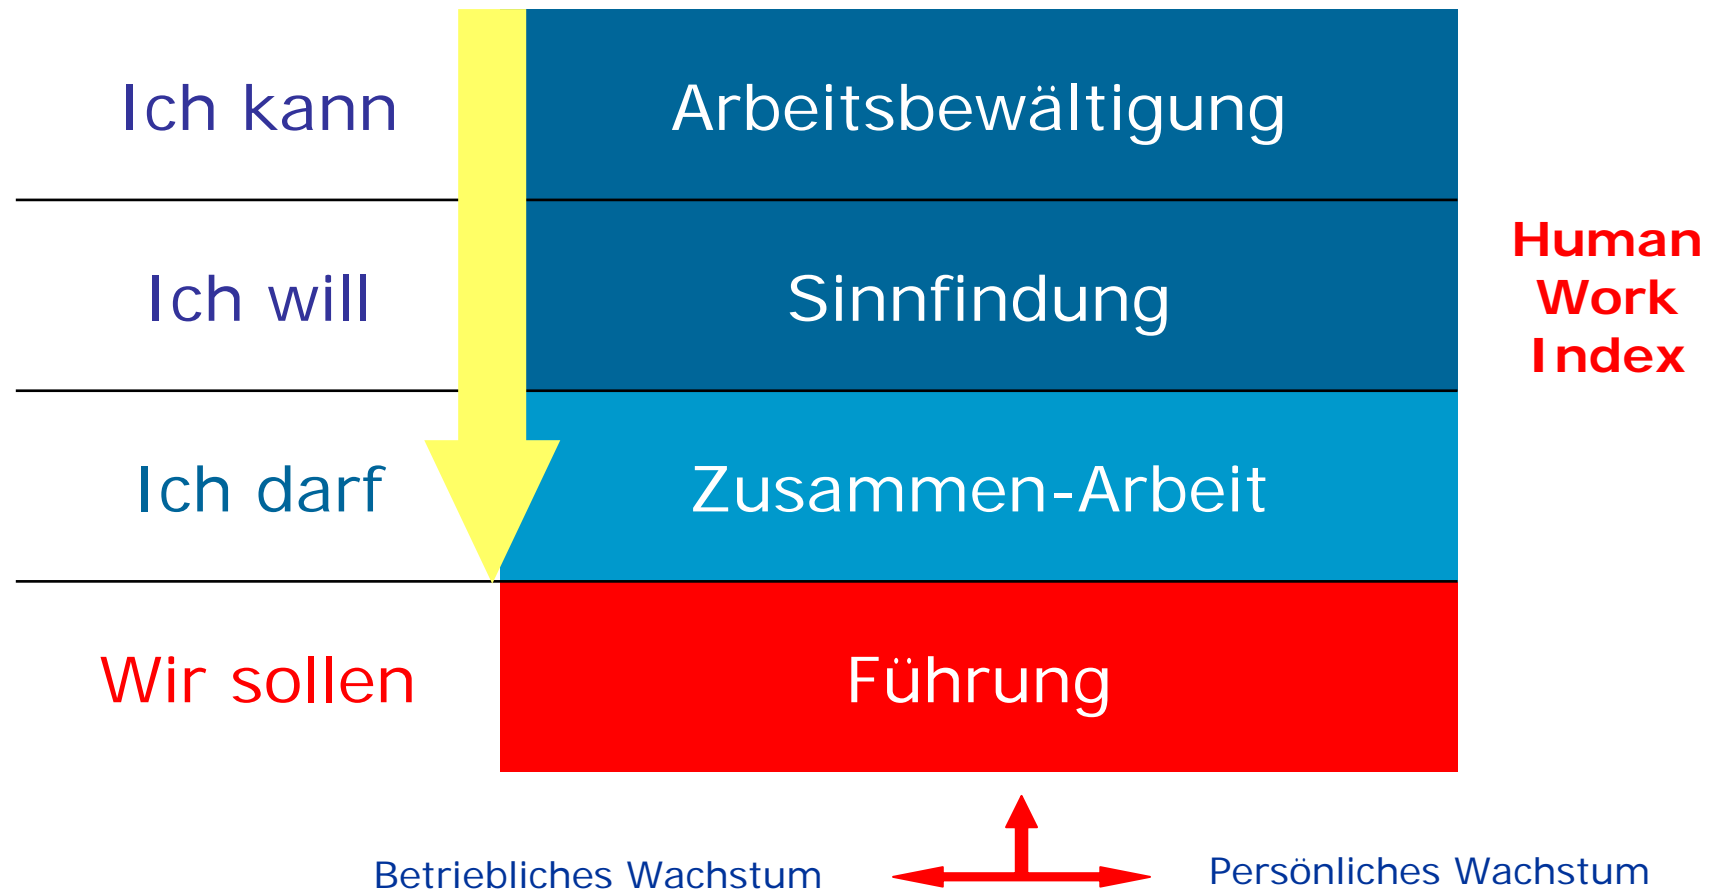 Ich kann
Arbeitsbewältigung
Ich will
Sinnfindung
Ich darf
Zusammen-Arbeit
Wir sollen
Führung
Human
Work
Index
Betriebliches Wachstum
Persönliches Wachstum